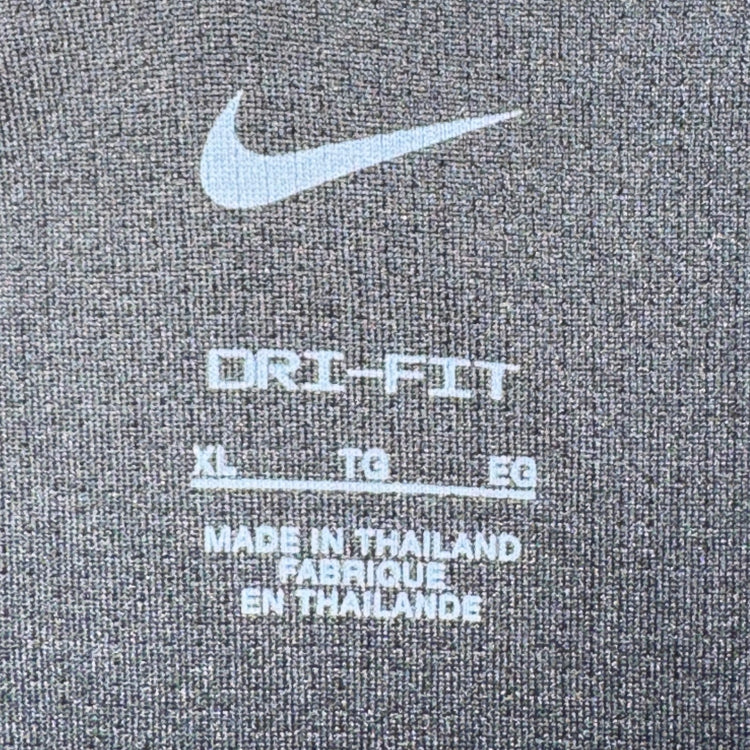 DRI-FIT
XL TG EG
MADE IN THAILAND
FABRIQUE
EN THAILANDE